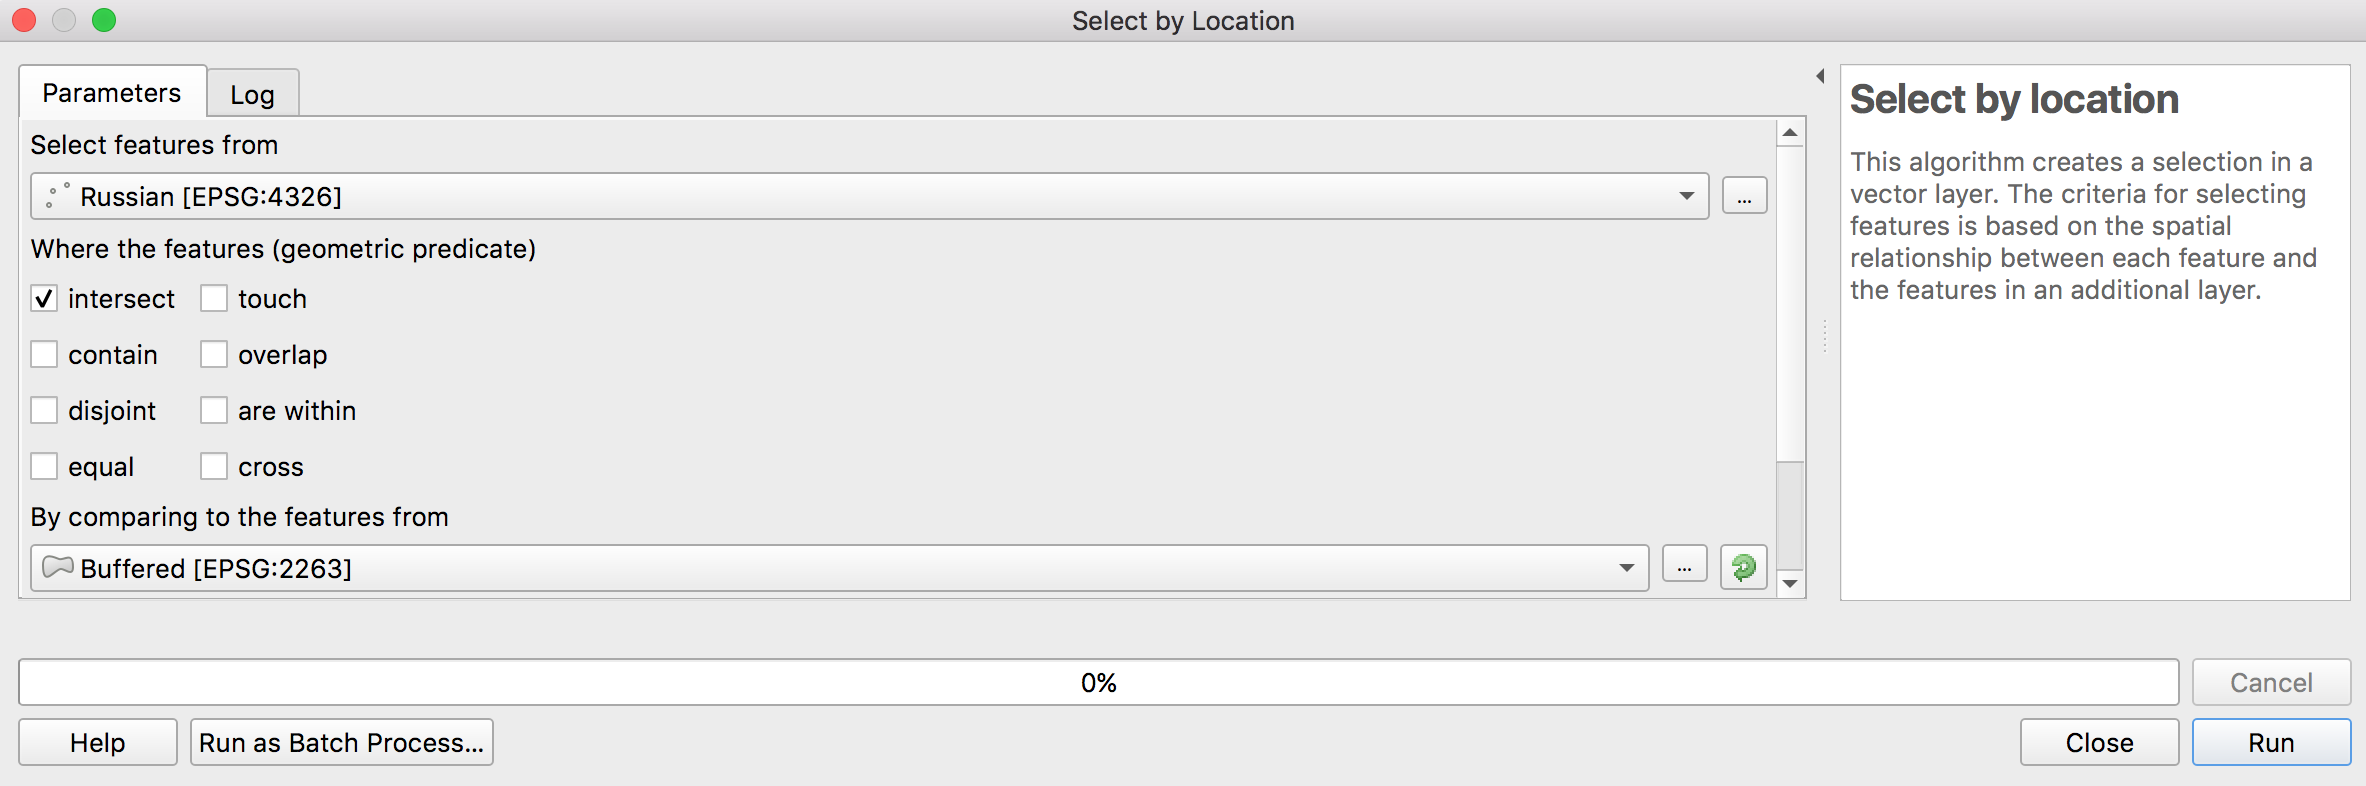 Select by Location
Parameters
Log
Select features from
Russian [EPSG:4326]
...
Where the features (geometric predicate)
intersect
touch
contain
overlap
disjoint
are within
equal
cross
By comparing to the features from
Buffered [EPSG:2263]
...
Select by location
This algorithm creates a selection in a
vector layer. The criteria for selecting
features is based on the spatial
relationship between each feature and
the features in an additional layer.
0%
Cancel
Help
Run as Batch Process...
Close
Run